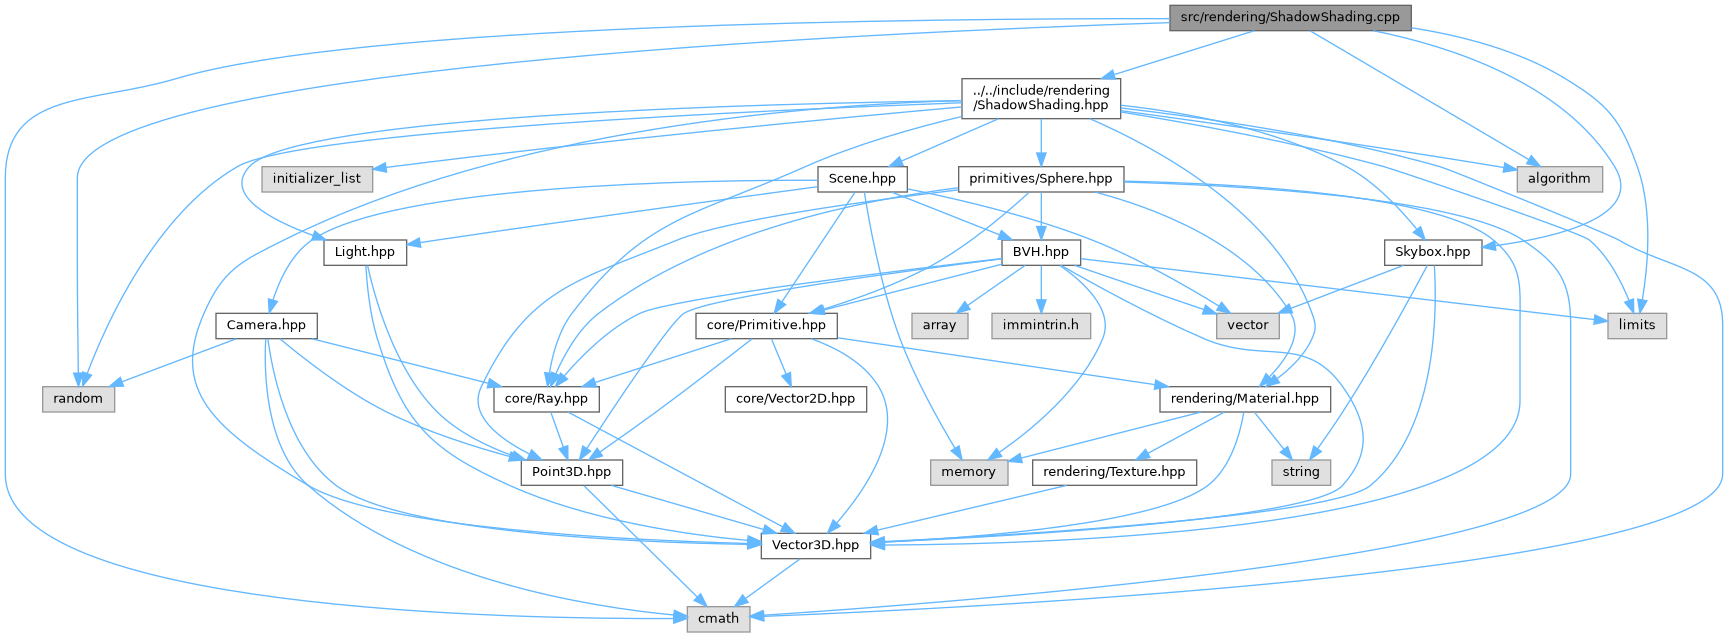 src/rendering/ShadowShading.cpp
../../include/rendering
/ShadowShading.hpp
initializer_list
Scene.hpp
primitives/Sphere.hpp
algorithm
Light.hpp
BVH.hpp
Skybox.hpp
Camera.hpp
core/Primitive.hpp
array
immintrin.h
vector
limits
random
core/Ray.hpp
core/Vector2D.hpp
rendering/Material.hpp
Point3D.hpp
memory
rendering/Texture.hpp
string
Vector3D.hpp
cmath